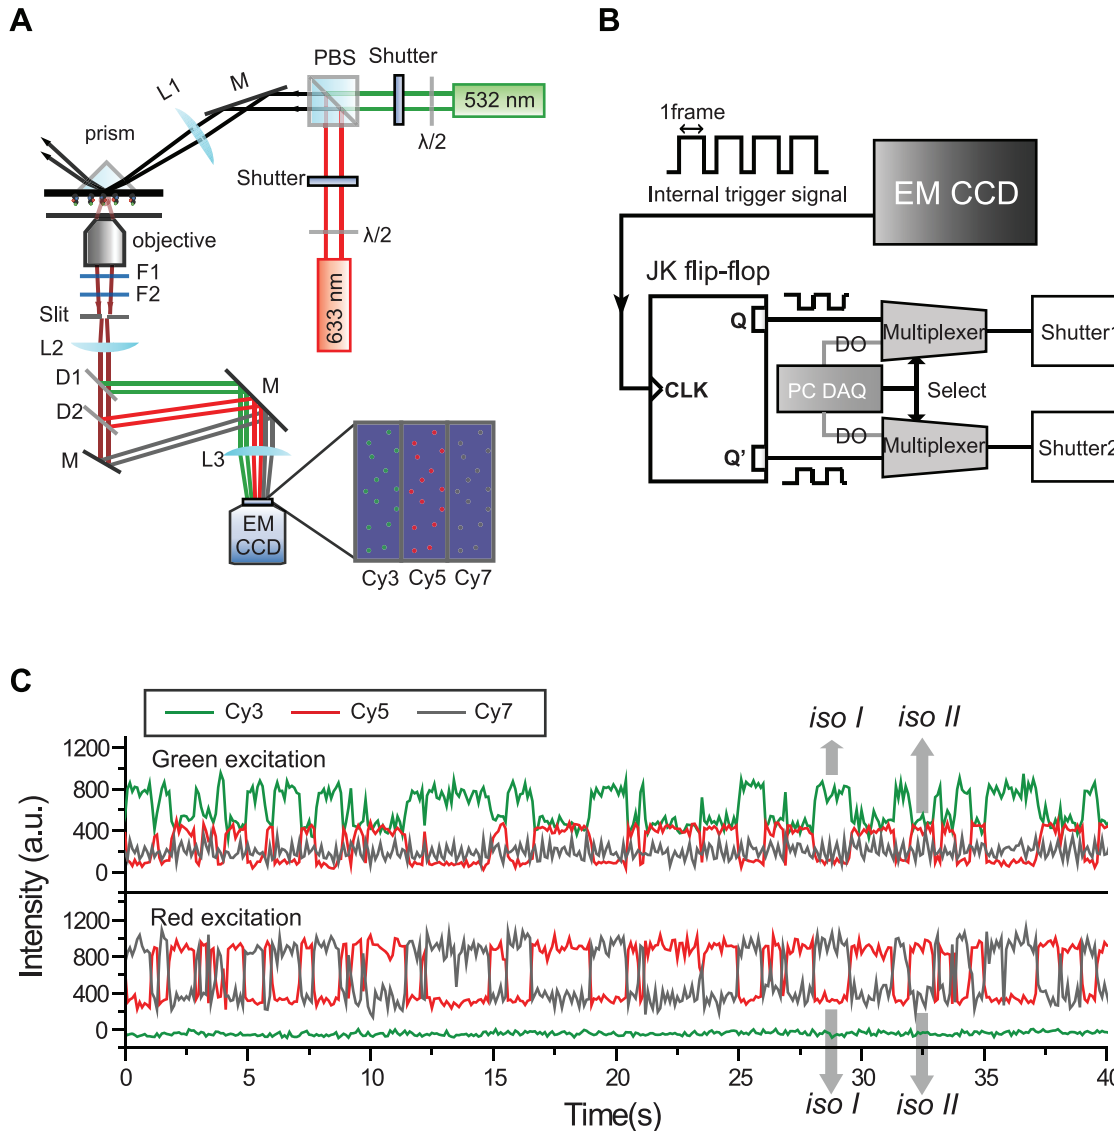 A
PBS
Shutter
M
L1
532 nm
λ/2
prism
Shutter
λ/2
objective
F1
F2
Slit
633 nm
L2
D1
M
D2
M
L3
EM
CCD
Cy3 Cy5 Cy7
B
1frame
Internal trigger signal
EM CCD
JK flip-flop
Q
Multiplexer
Shutter1
DO
CLK
PC DAQ
Select
DO
Q’
Multiplexer
Shutter2
C
Cy3 Cy5 Cy7
iso I iso II
Intensity (a.u.)
1200
Green excitation
800
400
0
1200
Red excitation
800
400
0
0 5 10 15 20 25 30 35 40
iso I iso II
Time(s)